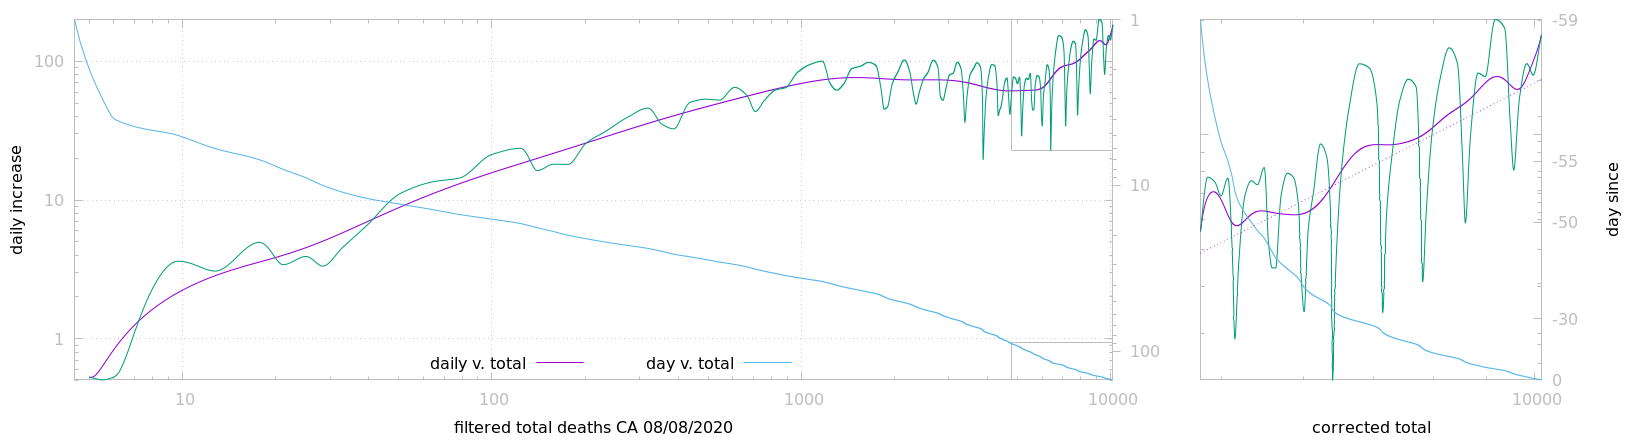 100
10
1
daily increase
1
10
100
10
100
1000
10000
daily v. total
day v. total
filtered total deaths CA 08/08/2020
-59
-55
-50
-30
0
day since
10000
corrected total